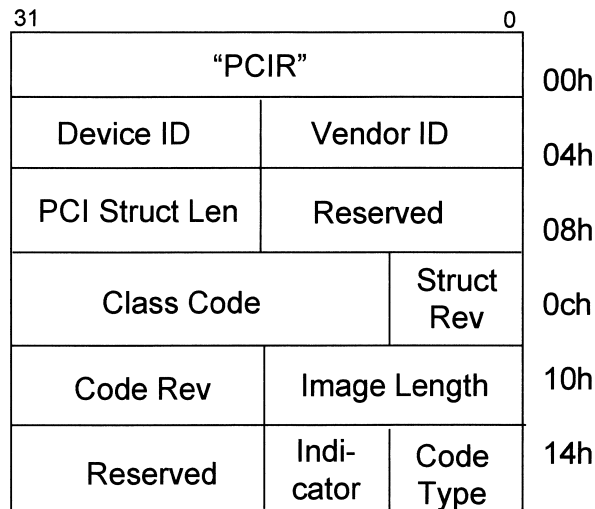 31 0
“PCIR” 00h
Device ID Vendor ID 04h
PCI Struct Len Reserved 08h
Class Code Struct
Rev 0ch
Code Rev Image Length 10h
Reserved Indi-
cator Code
Type 14h